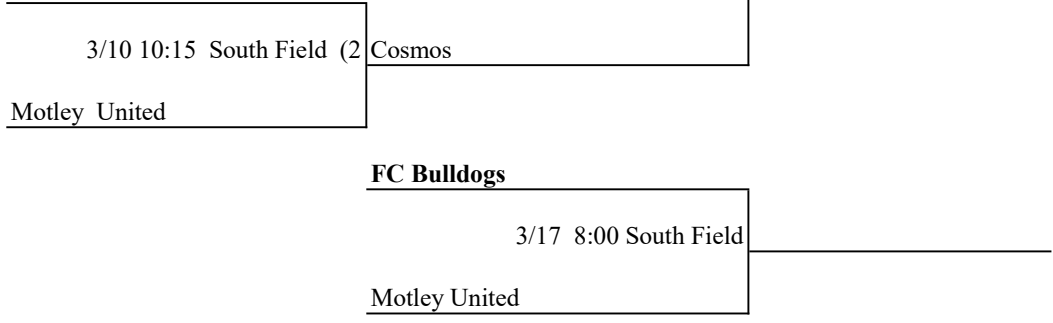 3/10 10:15 South Field (2 Cosmos
Motley United
FC Bulldogs
3/17 8:00 South Field
Motley United